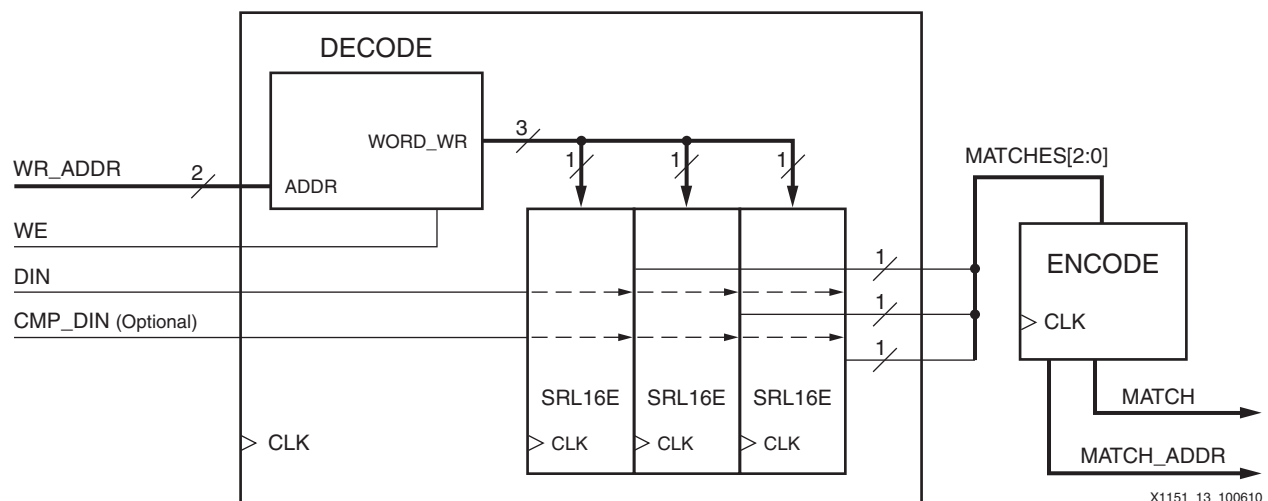 DECODE
WORD_WR
3
1
1
1
WR_ADDR
2
ADDR
MATCHES[2:0]
WE
1
ENCODE
DIN
CMP_DIN (Optional)
1
CLK
1
SRL16E
SRL16E
SRL16E
MATCH
CLK
CLK
CLK
CLK
MATCH_ADDR
X1151_13_100610